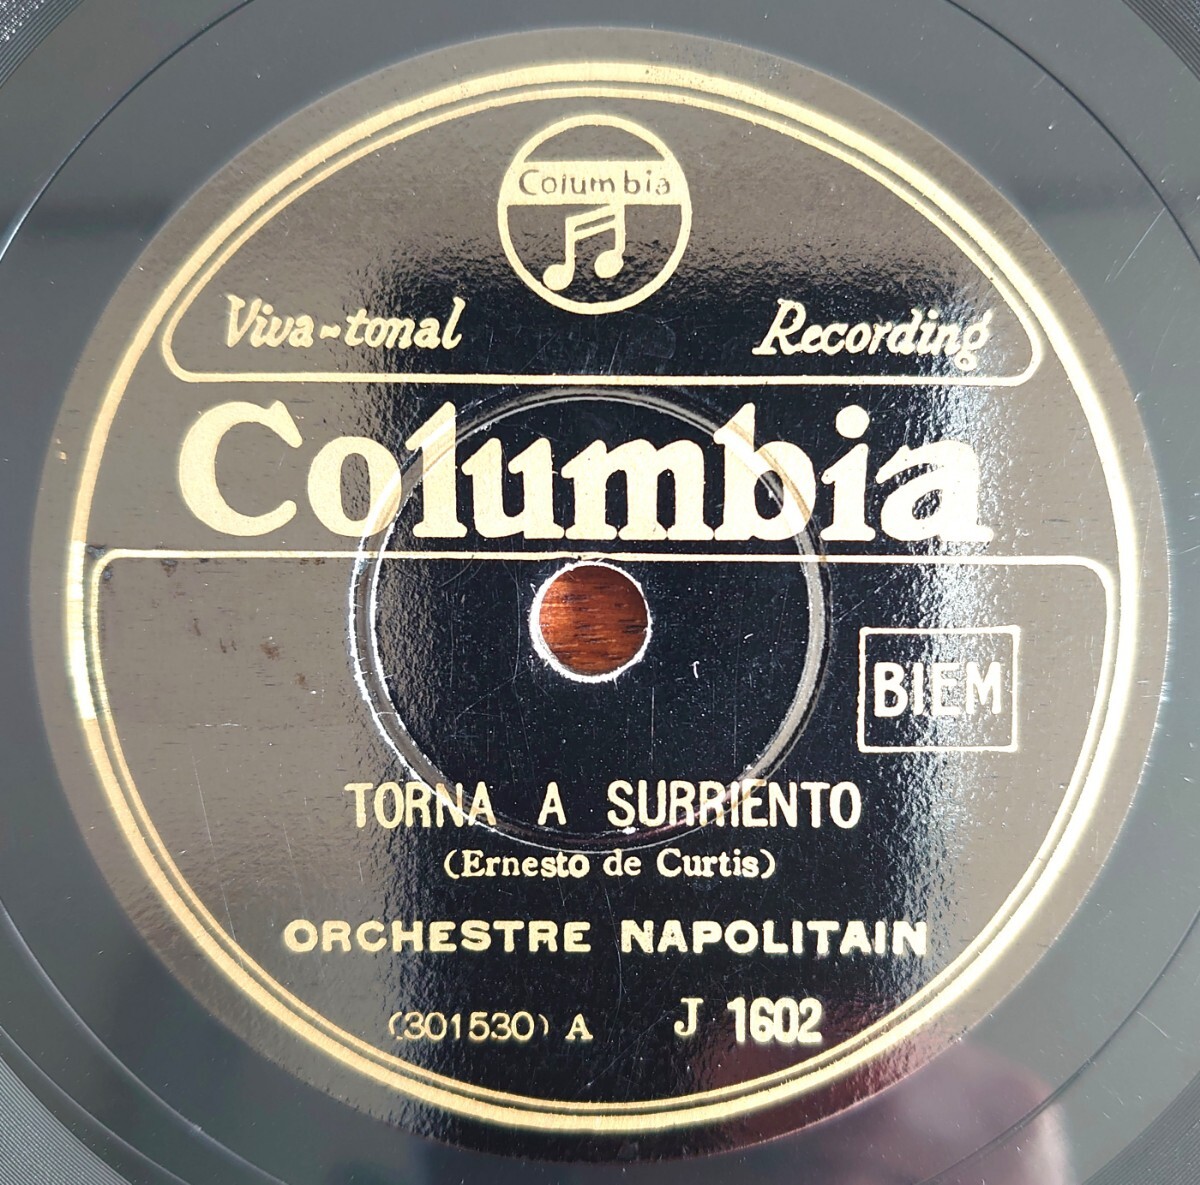 Columbia
Viva-tonal Recording
Columbia
BIEM
TORNA A SURRIENTO
(Ernesto de Curtis)
ORCHESTRE NAPOLITAIN
(301530) A J 1602